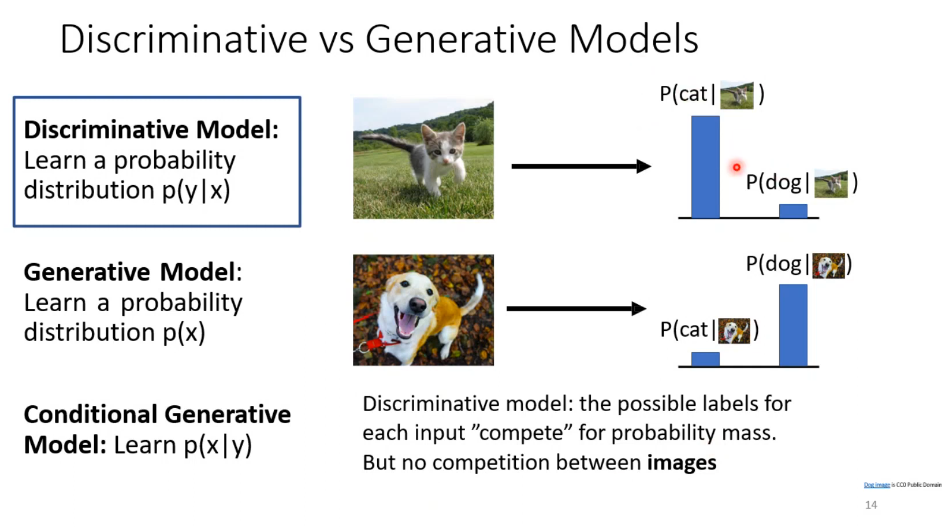 Discriminative vs Generative Models
Discriminative Model:
Learn a probability
distribution p(y|x)
Generative Model:
Learn a probability
distribution p(x)
Conditional Generative
Model: Learn p(x|y)
P(cat| )
P(dog| )
P(dog| )
P(cat| )
Discriminative model: the possible labels for
each input ”compete” for probability mass.
But no competition between images
Dog image is CC0 Public Domain
14